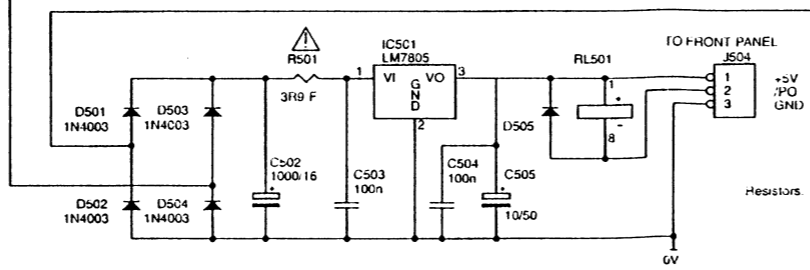 IC501
LM7805
R501
3R9 F
1
VI
VO
3
GND
2
RL501
1
+
-
8
TO FRONT PANEL
J504
1
2
3
+5V
/PO
GND
D501
1N4003
D503
1N4003
D505
C502
1000/16
+
C503
100n
C504
100n
C505
+
10/50
D502
1N4003
D504
1N4003
Resistors.
0V